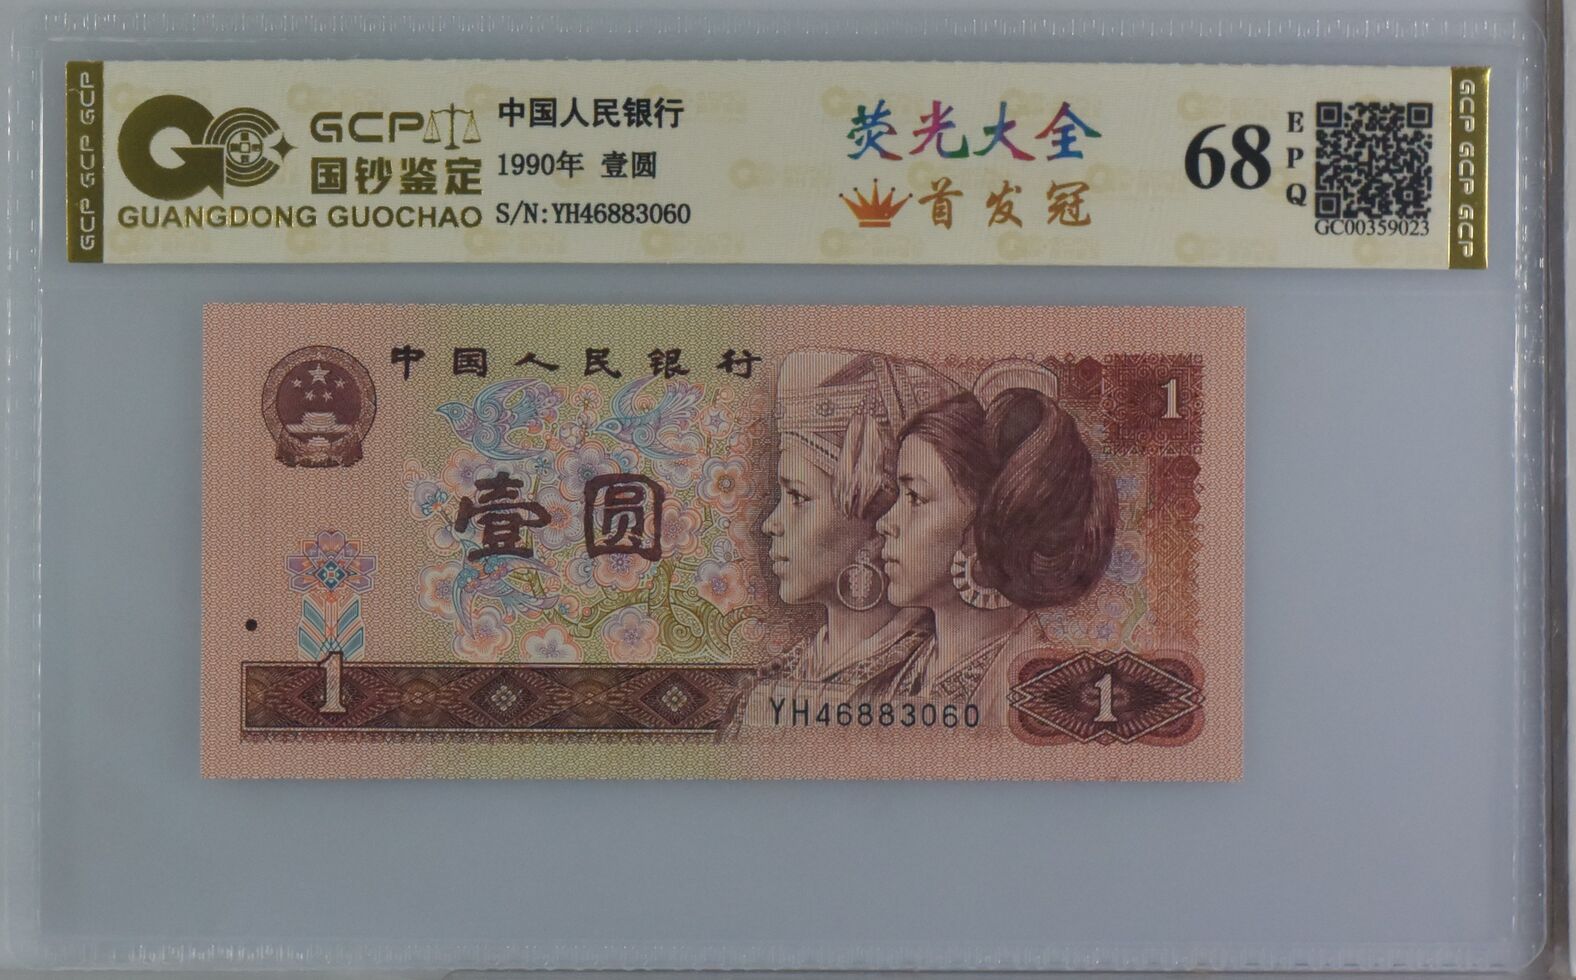 GCP
国钞鉴定
GUANGDONG GUOCHAO
中国人民银行
1990年 壹圆
S/N:YH46883060
荧光大全
首发冠
68
EPQ
GC00359023
GCP GCP GCP
GCP GCP GCP
中国人民银行
1
壹圆
1
YH46883060
1